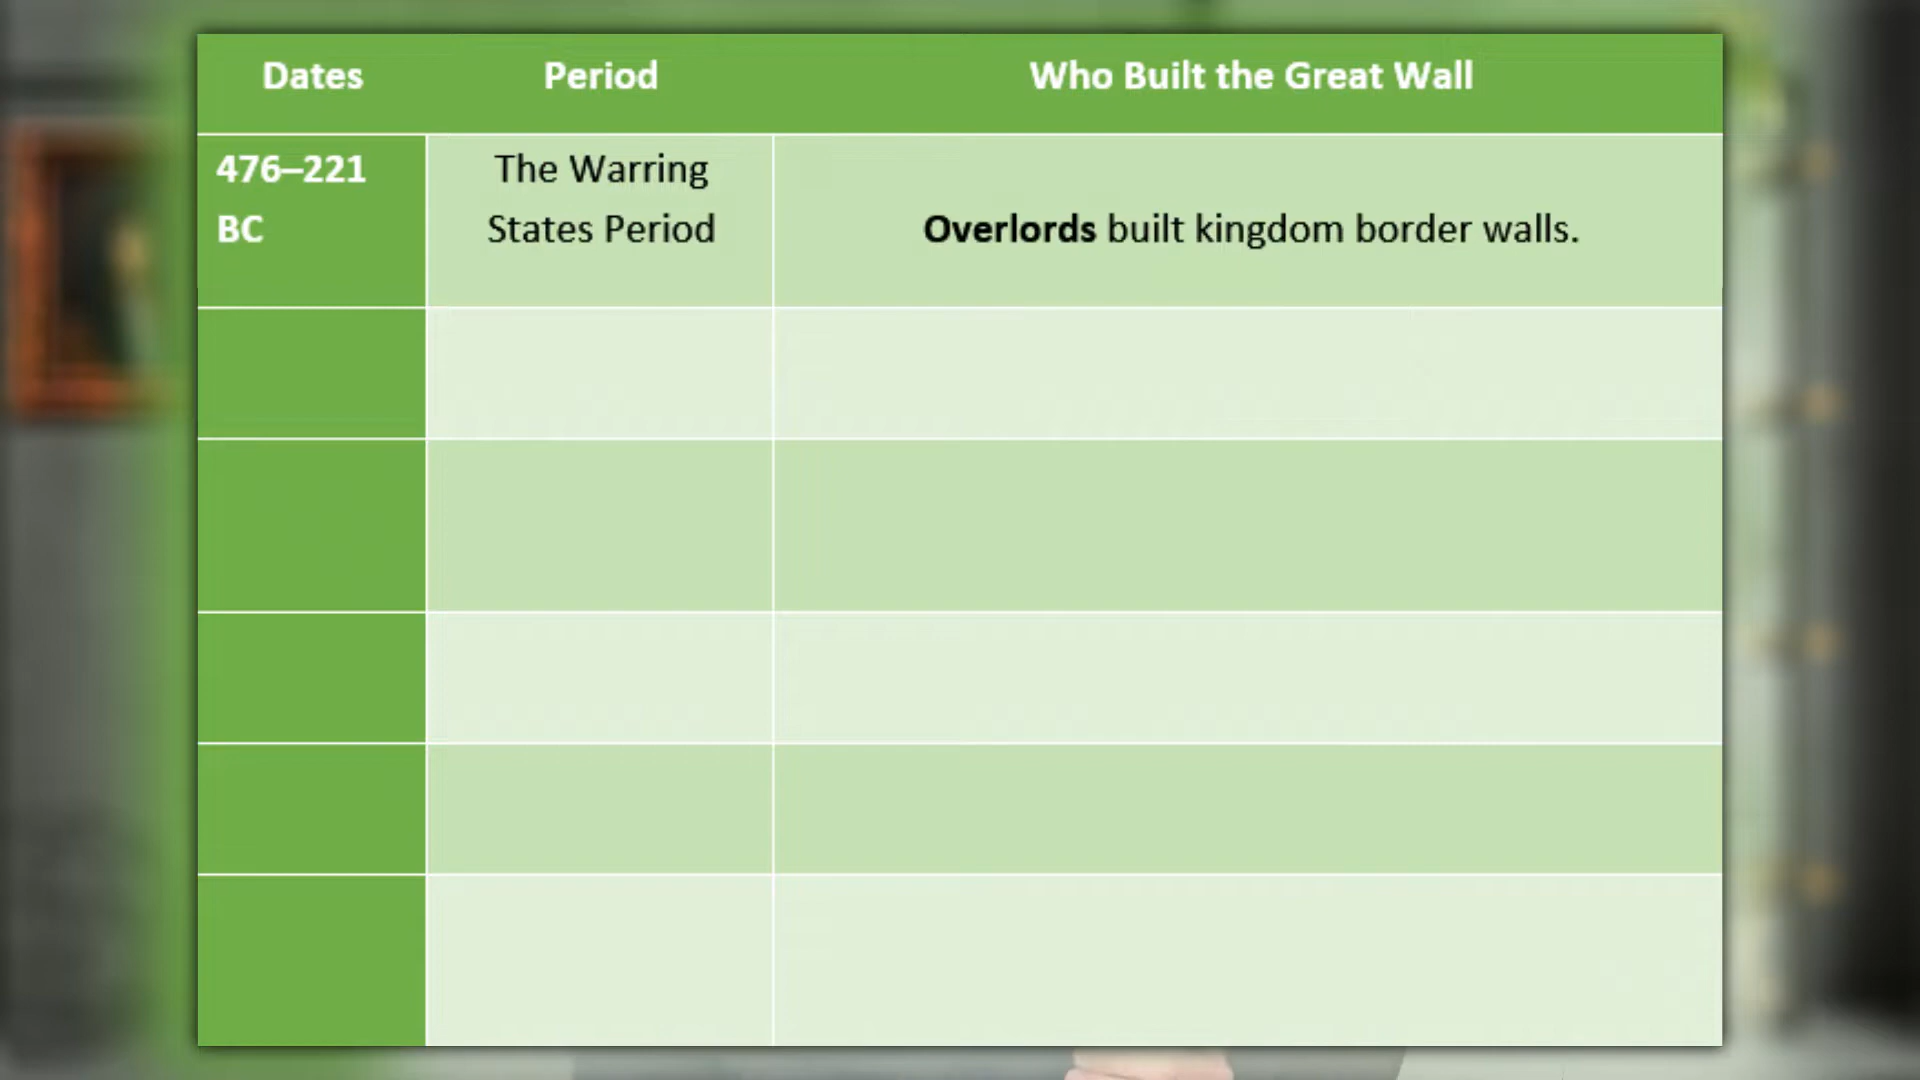 Dates Period Who Built the Great Wall
476–221
BC
The Warring
States Period
Overlords built kingdom border walls.